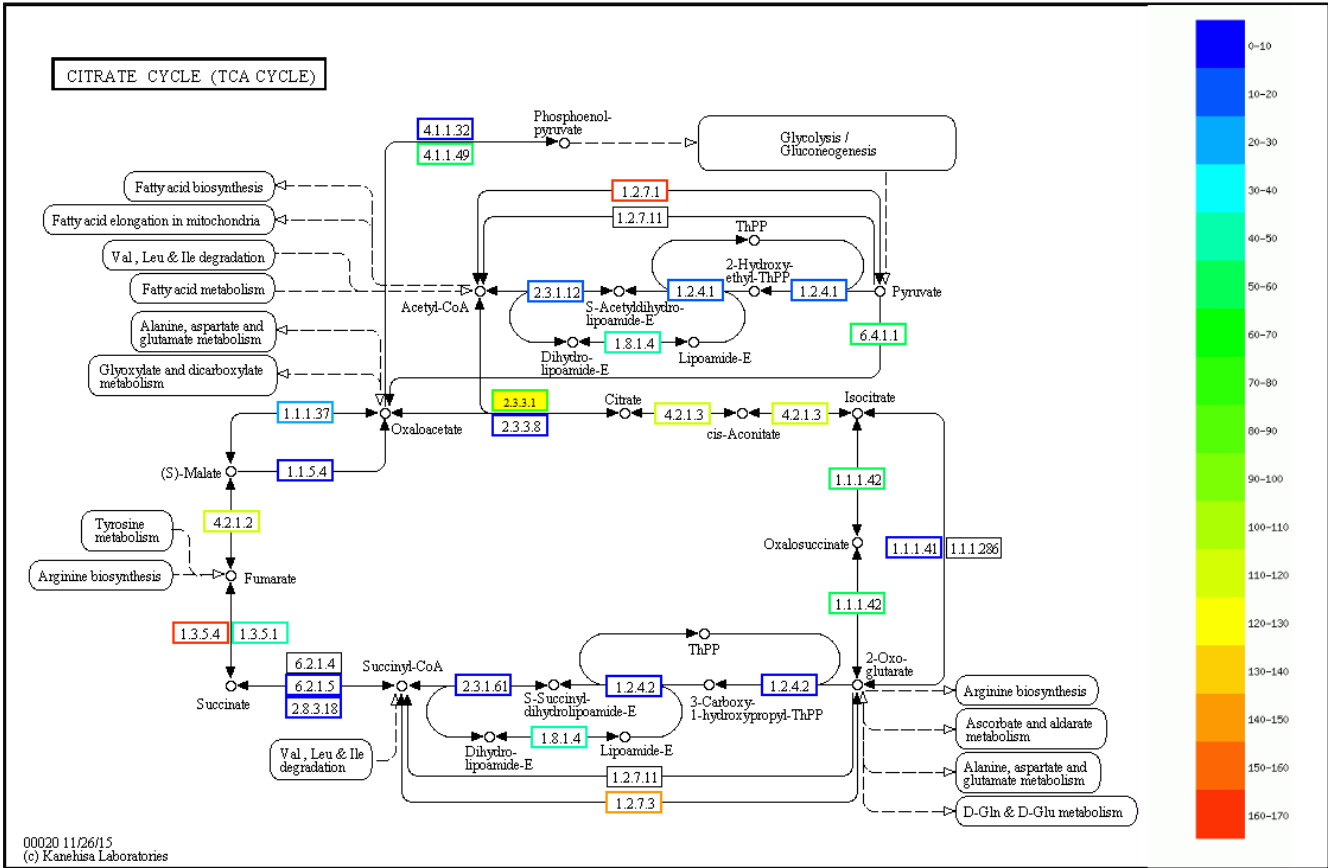 CITRATE CYCLE (TCA CYCLE)
4.1.1.32
4.1.1.49
Phosphoenol-
pyruvate
Glycolysis /
Gluconeogenesis
Fatty acid biosynthesis
Fatty acid elongation in mitochondria
Val , Leu & Ile degradation
Fatty acid metabolism
Alanine, aspartate and
glutamate metabolism
Glyoxylate and dicarboxylate
metabolism
1.2.7.1
1.2.7.11
ThPP
2-Hydroxy-
ethyl-ThPP
Acetyl-CoA
2.3.1.12
S-Acetyldihydro-
lipoamide-E
1.2.4.1
1.2.4.1
Pyruvate
Dihydro-
lipoamide-E
1.8.1.4
Lipoamide-E
6.4.1.1
1.1.1.37
Oxaloacetate
2.3.3.1
2.3.3.8
Citrate
4.2.1.3
cis-Aconitate
4.2.1.3
Isocitrate
(S)-Malate
1.1.5.4
1.1.1.42
4.2.1.2
Tyrosine
metabolism
Arginine biosynthesis
Fumarate
Oxalosuccinate
1.1.1.41
1.1.1.286
1.1.1.42
1.3.5.4
1.3.5.1
ThPP
2-Oxo-
glutarate
Succinate
6.2.1.4
6.2.1.5
2.8.3.18
Succinyl-CoA
2.3.1.61
S-Succinyl-
dihydrolipoamide-E
1.2.4.2
3-Carboxy-
1-hydroxypropyl-ThPP
1.2.4.2
Val , Leu & Ile
degradation
Dihydro-
lipoamide-E
1.8.1.4
Lipoamide-E
1.2.7.11
1.2.7.3
Arginine biosynthesis
Ascorbate and aldarate
metabolism
Alanine, aspartate and
glutamate metabolism
D-Gln & D-Glu metabolism
00020 11/26/15
(c) Kanehisa Laboratories
0-10
10-20
20-30
30-40
40-50
50-60
60-70
70-80
80-90
90-100
100-110
110-120
120-130
130-140
140-150
150-160
160-170